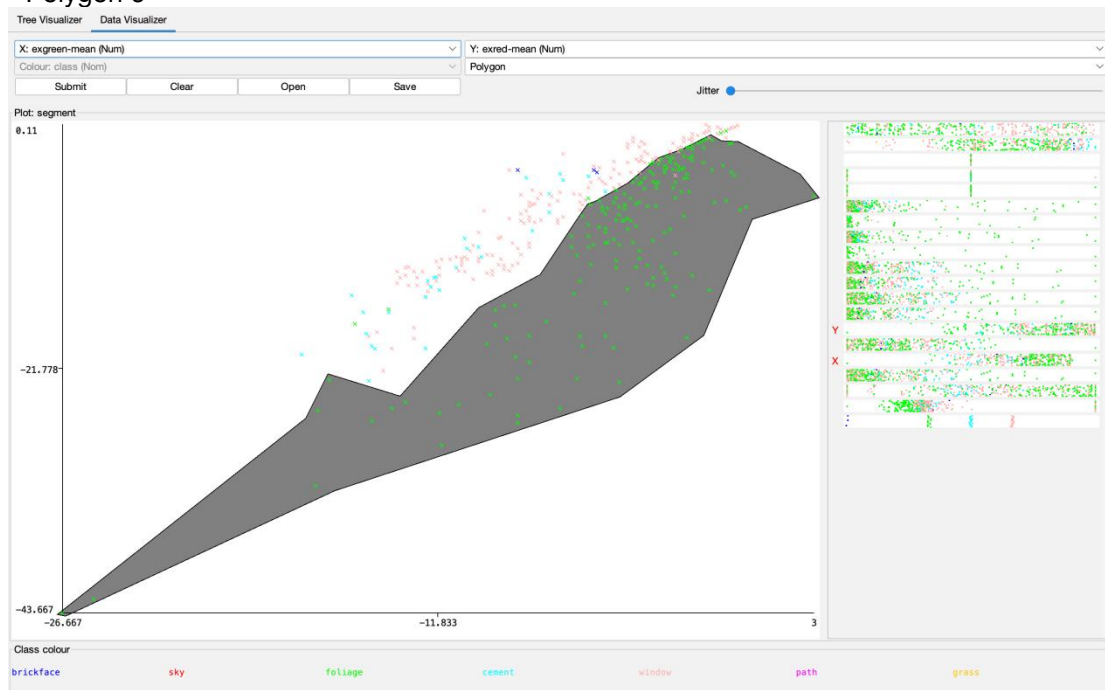 Polygon 3
Tree Visualizer Data Visualizer
X: exgreen-mean (Num) Y: exred-mean (Num)
Colour: class (Nom) Polygon
Submit Clear Open Save Jitter
Plot: segment
0.11
-21.778
-43.667
-26.667 -11.833 3
Y
X
Class colour
brickface sky foliage cement window path grass